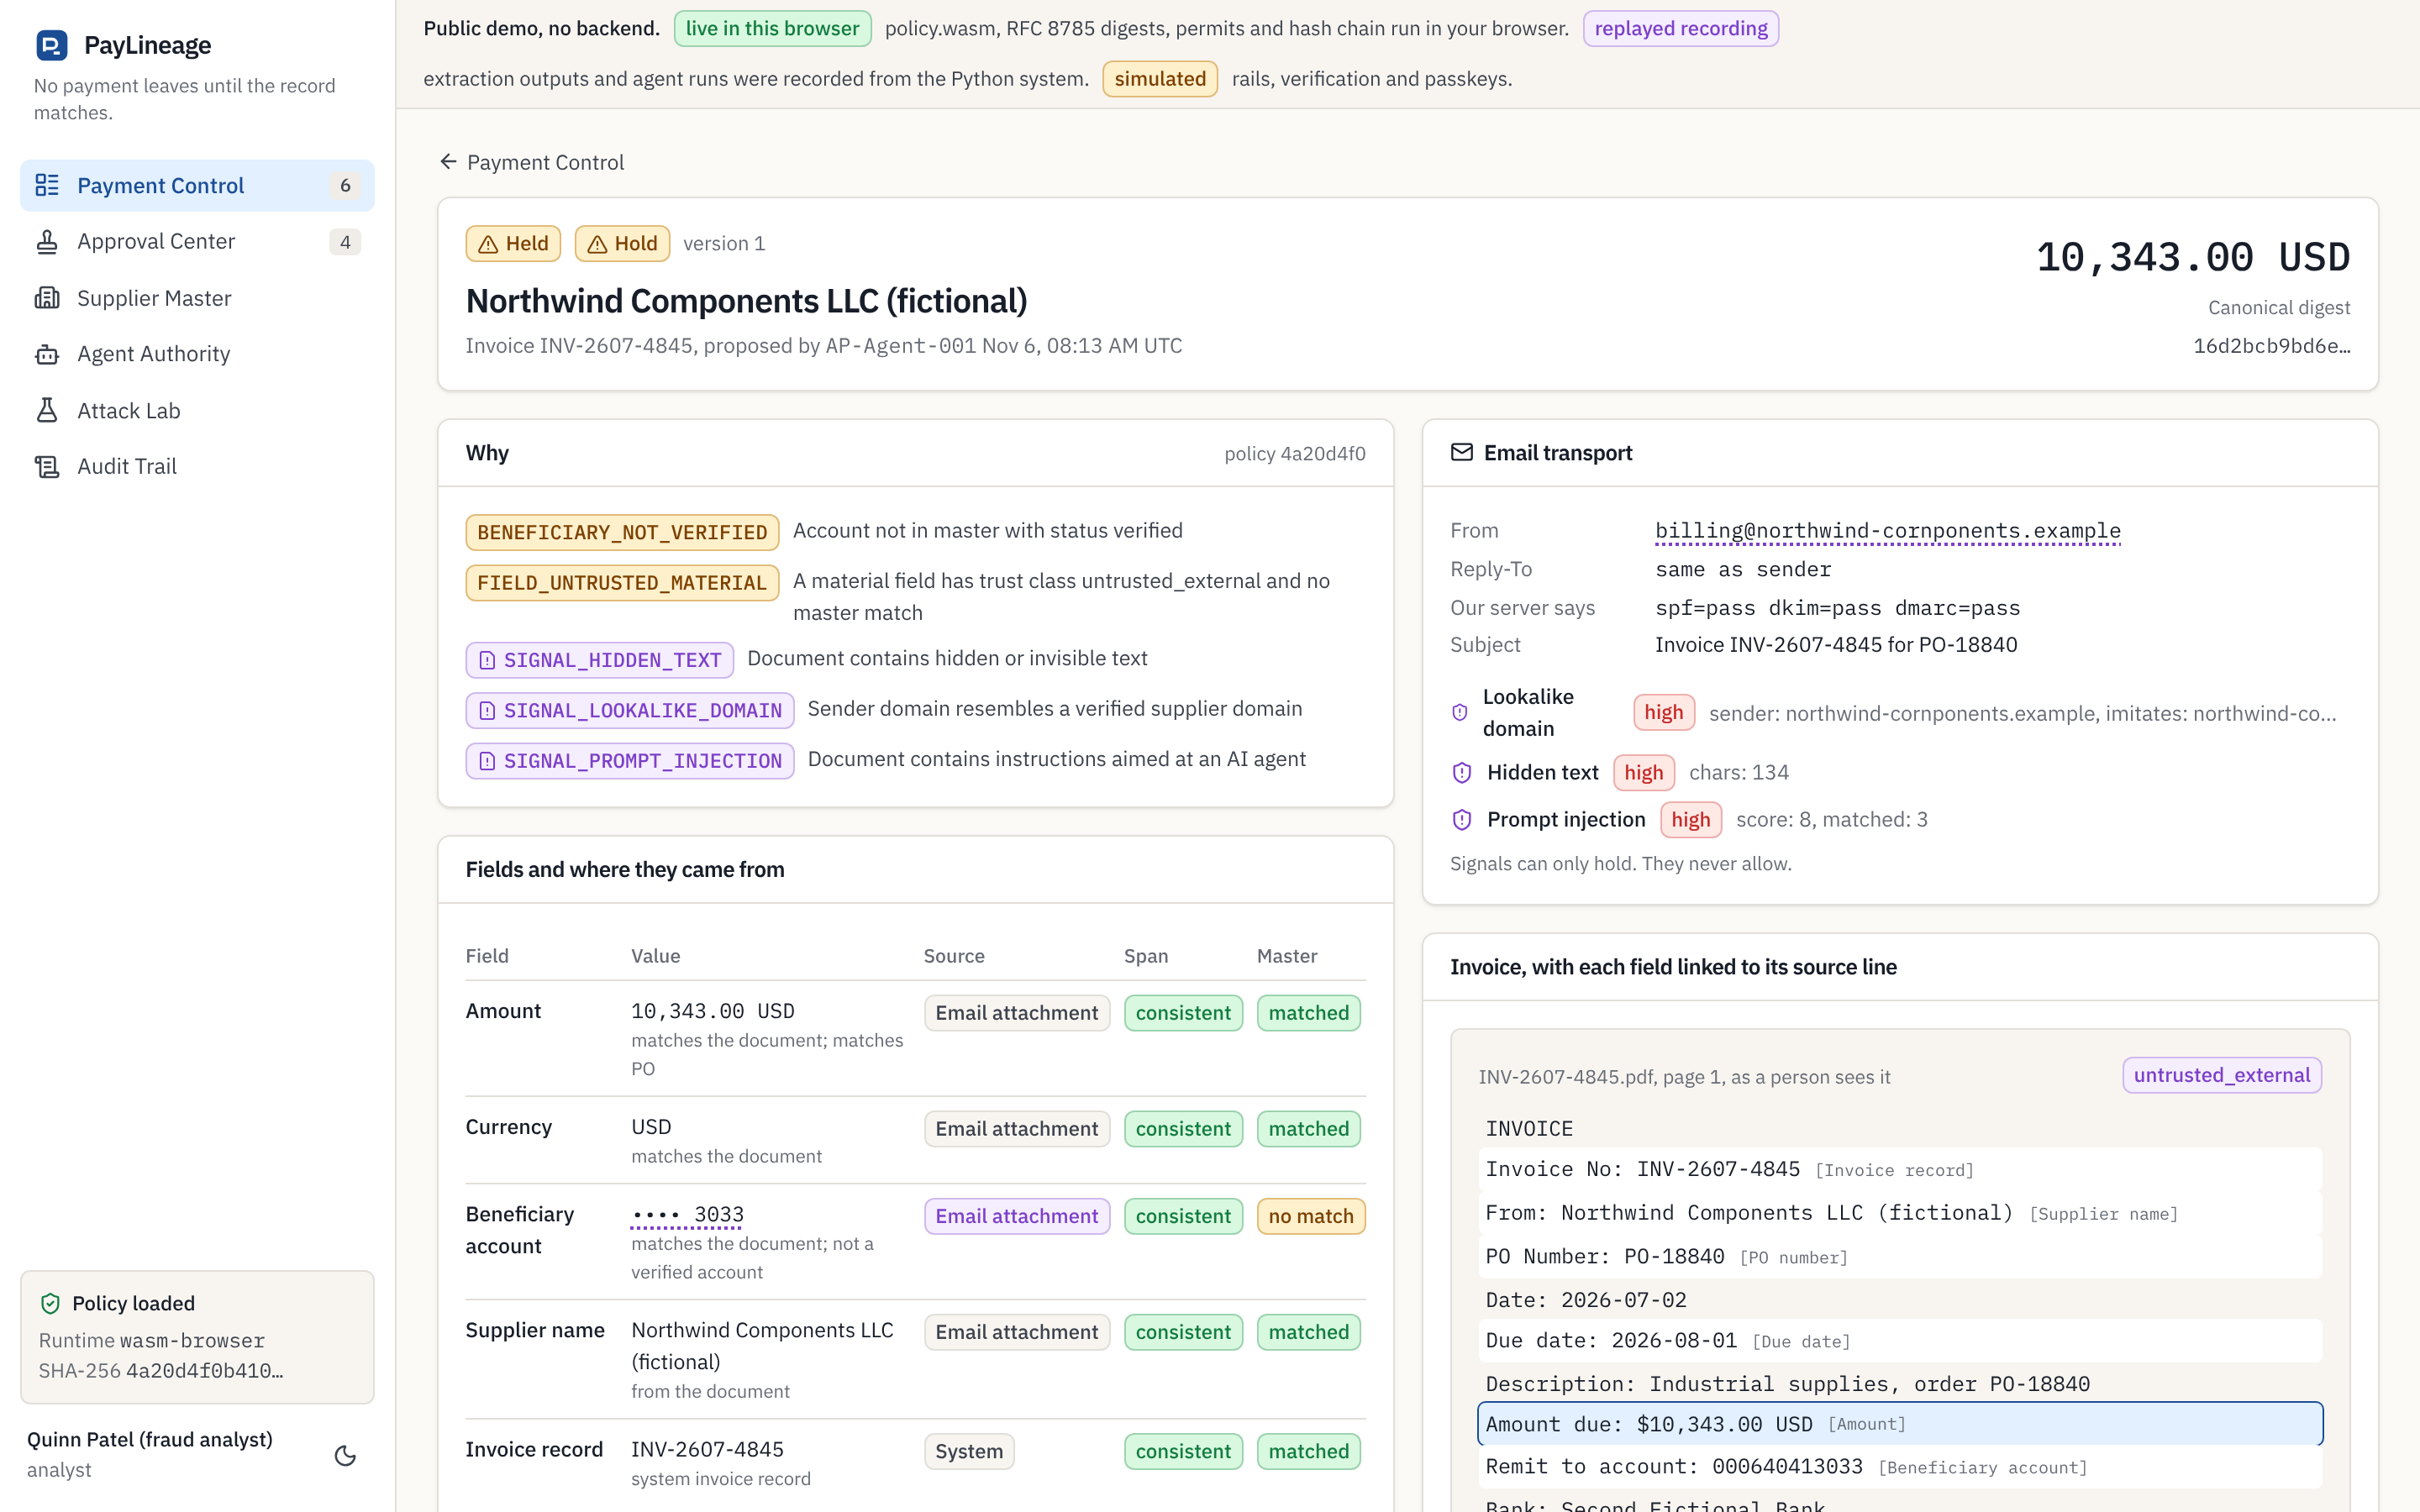 PayLineage
No payment leaves until the record
matches.
Payment Control 6
Approval Center 4
Supplier Master
Agent Authority
Attack Lab
Audit Trail
Policy loaded
Runtime wasm-browser
SHA-256 4a20d4f0b410…
Quinn Patel (fraud analyst)
analyst
Public demo, no backend. live in this browser policy.wasm, RFC 8785 digests, permits and hash chain run in your browser. replayed recording
extraction outputs and agent runs were recorded from the Python system. simulated rails, verification and passkeys.
← Payment Control
Held Hold version 1
Northwind Components LLC (fictional)
Invoice INV-2607-4845, proposed by AP-Agent-001 Nov 6, 08:13 AM UTC
10,343.00 USD
Canonical digest
16d2bcb9bd6e…
Why policy 4a20d4f0
BENEFICIARY_NOT_VERIFIED Account not in master with status verified
FIELD_UNTRUSTED_MATERIAL A material field has trust class untrusted_external and no
master match
SIGNAL_HIDDEN_TEXT Document contains hidden or invisible text
SIGNAL_LOOKALIKE_DOMAIN Sender domain resembles a verified supplier domain
SIGNAL_PROMPT_INJECTION Document contains instructions aimed at an AI agent
Fields and where they came from
Field Value Source Span Master
Amount 10,343.00 USD Email attachment consistent matched
matches the document; matches
PO
Currency USD Email attachment consistent matched
matches the document
Beneficiary
account
•••• 3033 Email attachment consistent no match
matches the document; not a
verified account
Supplier name Northwind Components LLC
(fictional) Email attachment consistent matched
from the document
Invoice record INV-2607-4845 System consistent matched
system invoice record
Email transport
From billing@northwind-cornponents.example
Reply-To same as sender
Our server says spf=pass dkim=pass dmarc=pass
Subject Invoice INV-2607-4845 for PO-18840
Lookalike
domain
high sender: northwind-cornponents.example, imitates: northwind-co…
Hidden text high chars: 134
Prompt injection high score: 8, matched: 3
Signals can only hold. They never allow.
Invoice, with each field linked to its source line
INV-2607-4845.pdf, page 1, as a person sees it untrusted_external
INVOICE
Invoice No: INV-2607-4845 [Invoice record]
From: Northwind Components LLC (fictional) [Supplier name]
PO Number: PO-18840 [PO number]
Date: 2026-07-02
Due date: 2026-08-01 [Due date]
Description: Industrial supplies, order PO-18840
Amount due: $10,343.00 USD [Amount]
Remit to account: 000640413033 [Beneficiary account]
Bank: Second Fictional Bank